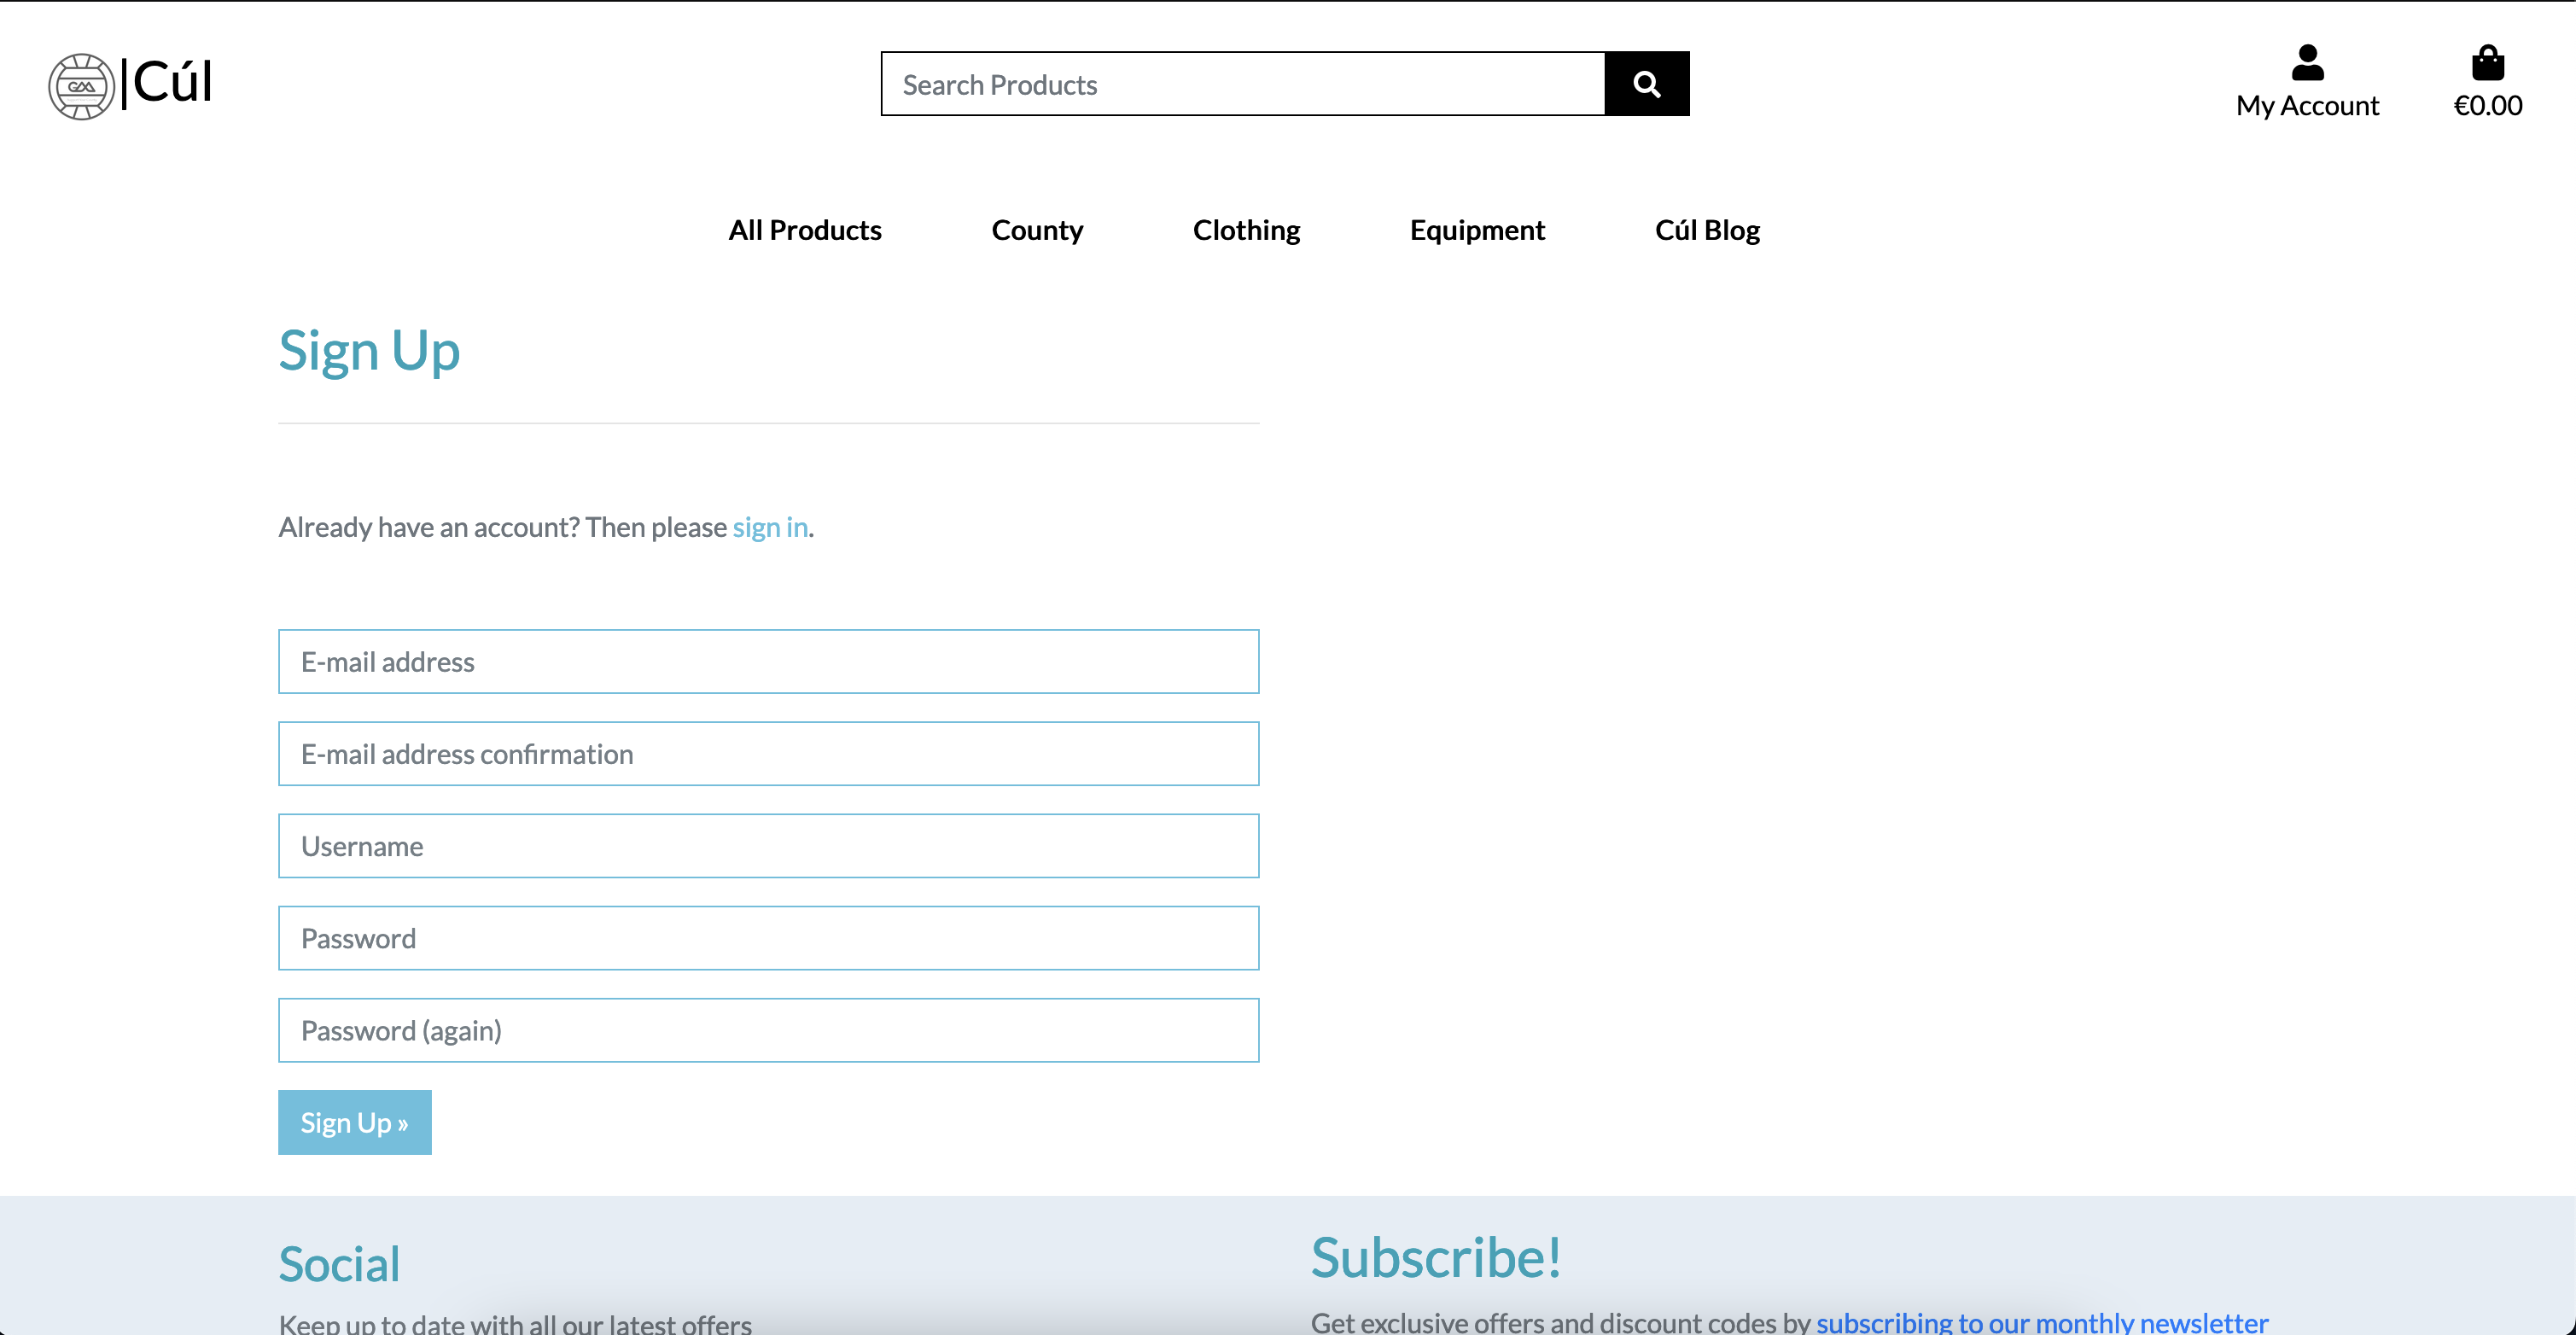 GAA
|Cúl
Search Products
My Account
€0.00
All Products County Clothing Equipment Cúl Blog
Sign Up
Already have an account? Then please sign in.
E-mail address
E-mail address confirmation
Username
Password
Password (again)
Sign Up »
Social
Keep up to date with all our latest offers
Subscribe!
Get exclusive offers and discount codes by subscribing to our monthly newsletter